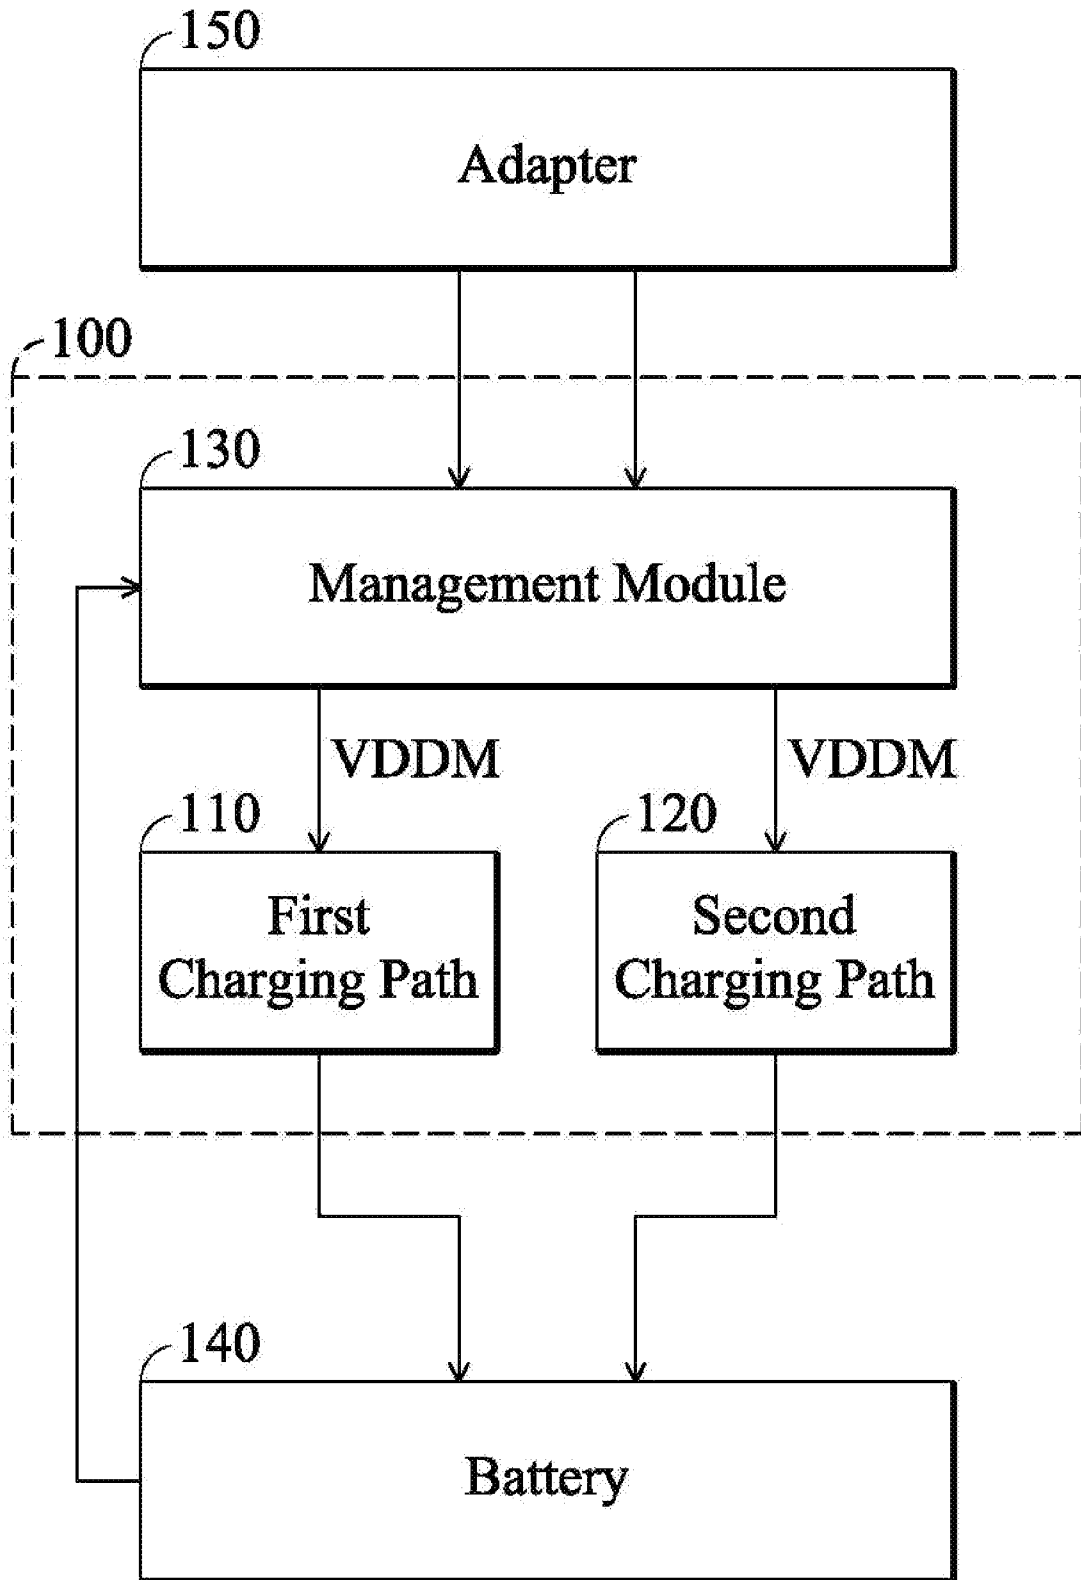 150
Adapter
100
130
Management Module
VDDM
VDDM
110
120
First
Charging Path
Second
Charging Path
140
Battery